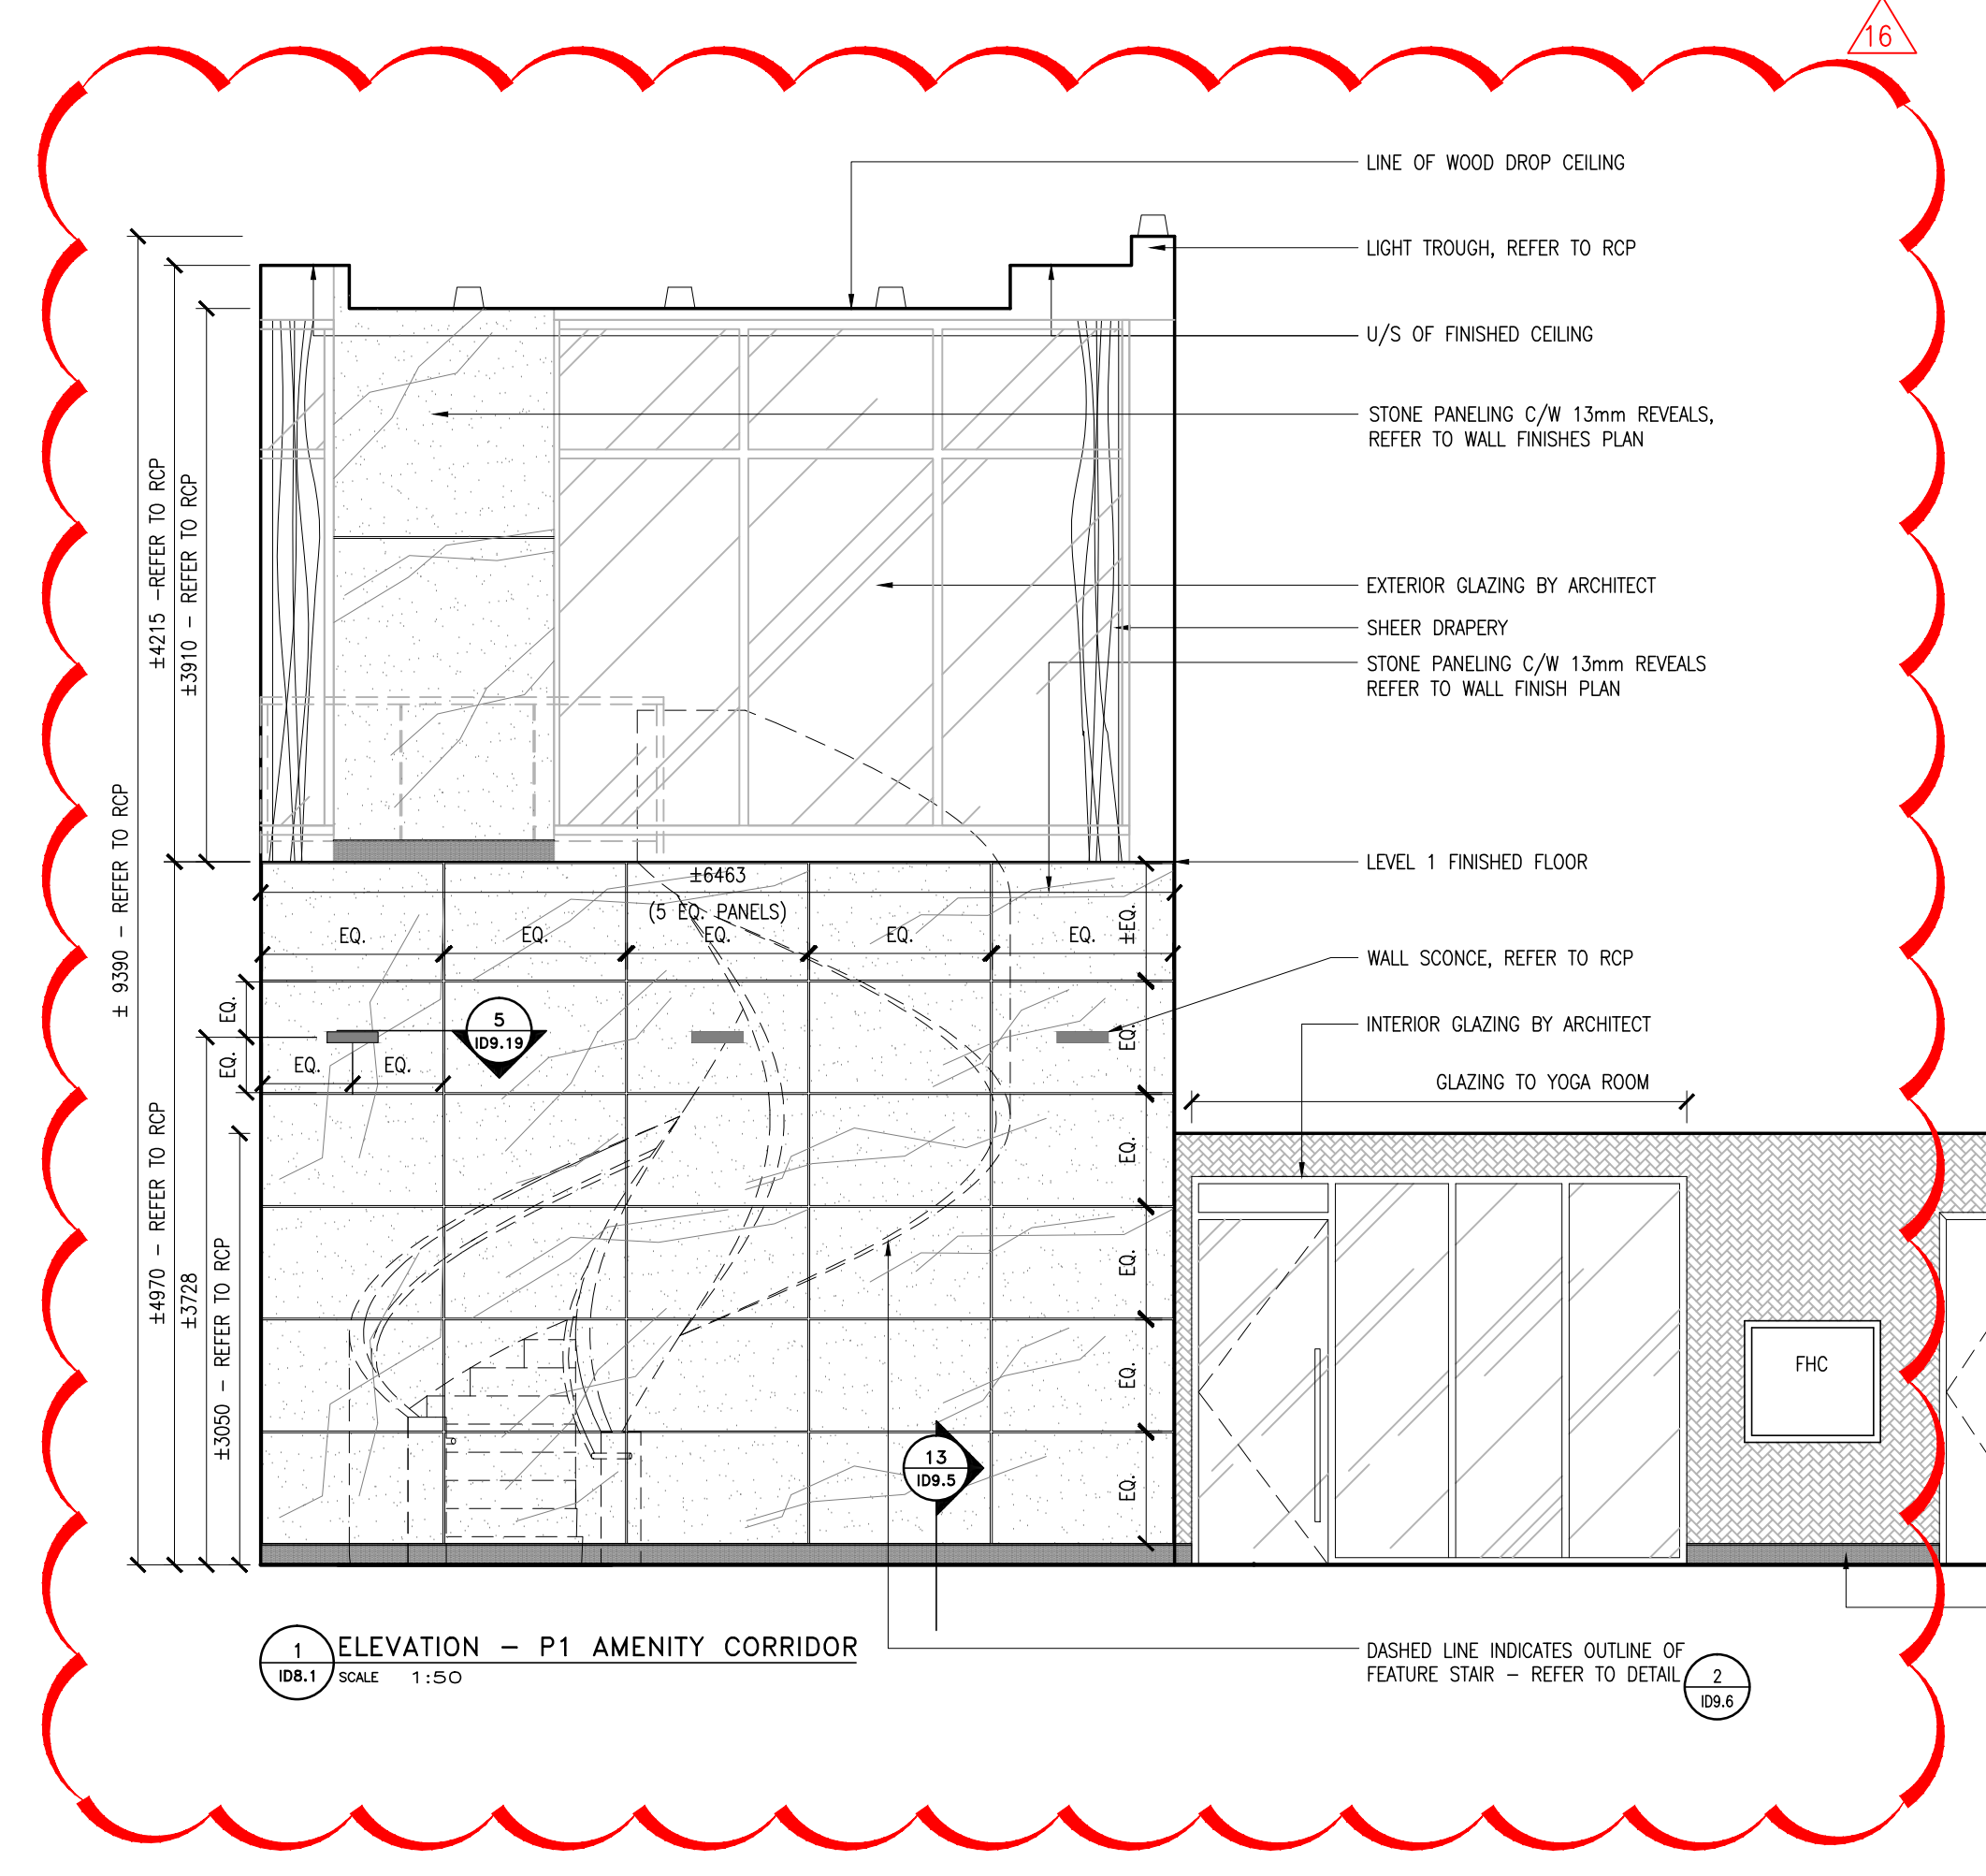 16
LINE OF WOOD DROP CEILING
LIGHT TROUGH, REFER TO RCP
U/S OF FINISHED CEILING
STONE PANELING C/W 13mm REVEALS,
REFER TO WALL FINISHES PLAN
EXTERIOR GLAZING BY ARCHITECT
SHEER DRAPERY
STONE PANELING C/W 13mm REVEALS
REFER TO WALL FINISH PLAN
LEVEL 1 FINISHED FLOOR
WALL SCONCE, REFER TO RCP
INTERIOR GLAZING BY ARCHITECT
GLAZING TO YOGA ROOM
± 9390 - REFER TO RCP
±4215 -REFER TO RCP
±3910 - REFER TO RCP
±4970 - REFER TO RCP
±3728
±3050 - REFER TO RCP
EQ.
EQ.
±6463
(5 EQ. PANELS)
EQ.
EQ.
EQ.
EQ.
EQ.
±EQ.
EQ.
EQ.
EQ.
EQ.
EQ.
EQ.
EQ.
5
ID9.19
13
ID9.5
FHC
1
ID8.1
ELEVATION - P1 AMENITY CORRIDOR
SCALE 1:50
DASHED LINE INDICATES OUTLINE OF
FEATURE STAIR - REFER TO DETAIL
2
ID9.6